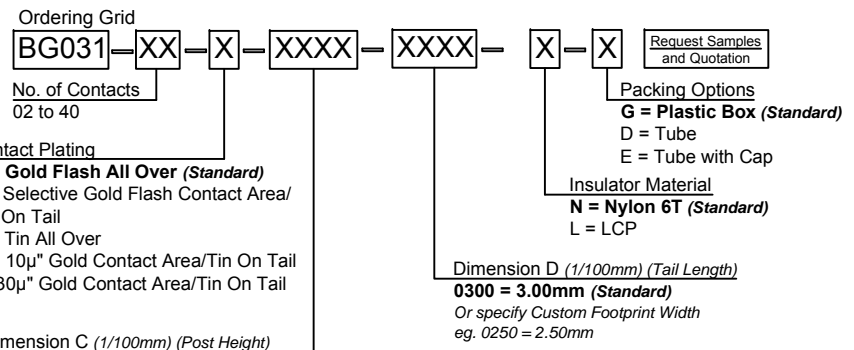 Ordering Grid
BG031 – XX – X – XXXX – XXXX – X – X
Request Samples
and Quotation
No. of Contacts
02 to 40
Packing Options
G = Plastic Box (Standard)
D = Tube
E = Tube with Cap
Plating
Gold Flash All Over (Standard)
Selective Gold Flash Contact Area/
On Tail
Tin All Over
10µ" Gold Contact Area/Tin On Tail
Gold Contact Area/Tin On Tail
Insulator Material
N = Nylon 6T (Standard)
L = LCP
Dimension D (1/100mm) (Tail Length)
0300 = 3.00mm (Standard)
Or specify Custom Footprint Width
eg. 0250 = 2.50mm
C (1/100mm) (Post Height)